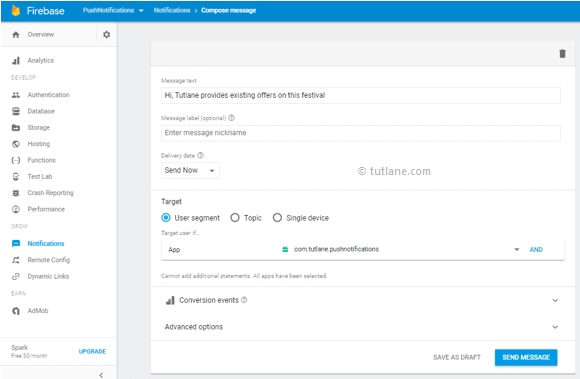 Firebase PushNotifications Notifications > Compose message
Overview
Analytics
DEVELOP
Authentication
Database
Storage
Hosting
Functions
Test Lab
Crash Reporting
Performance
GROW
Notifications
Remote Config
Dynamic Links
EARN
AdMob
Spark
Free $0/month
UPGRADE
Message text
Hi, Tutlane provides existing offers on this festival
Message label (optional)
Enter message nickname
Delivery date
Send Now
© tutlane.com
Target
User segment Topic Single device
Target user if...
App com.tutlane.pushnotifications AND
Cannot add additional statements. All apps have been selected.
Conversion events
Advanced options
SAVE AS DRAFT SEND MESSAGE